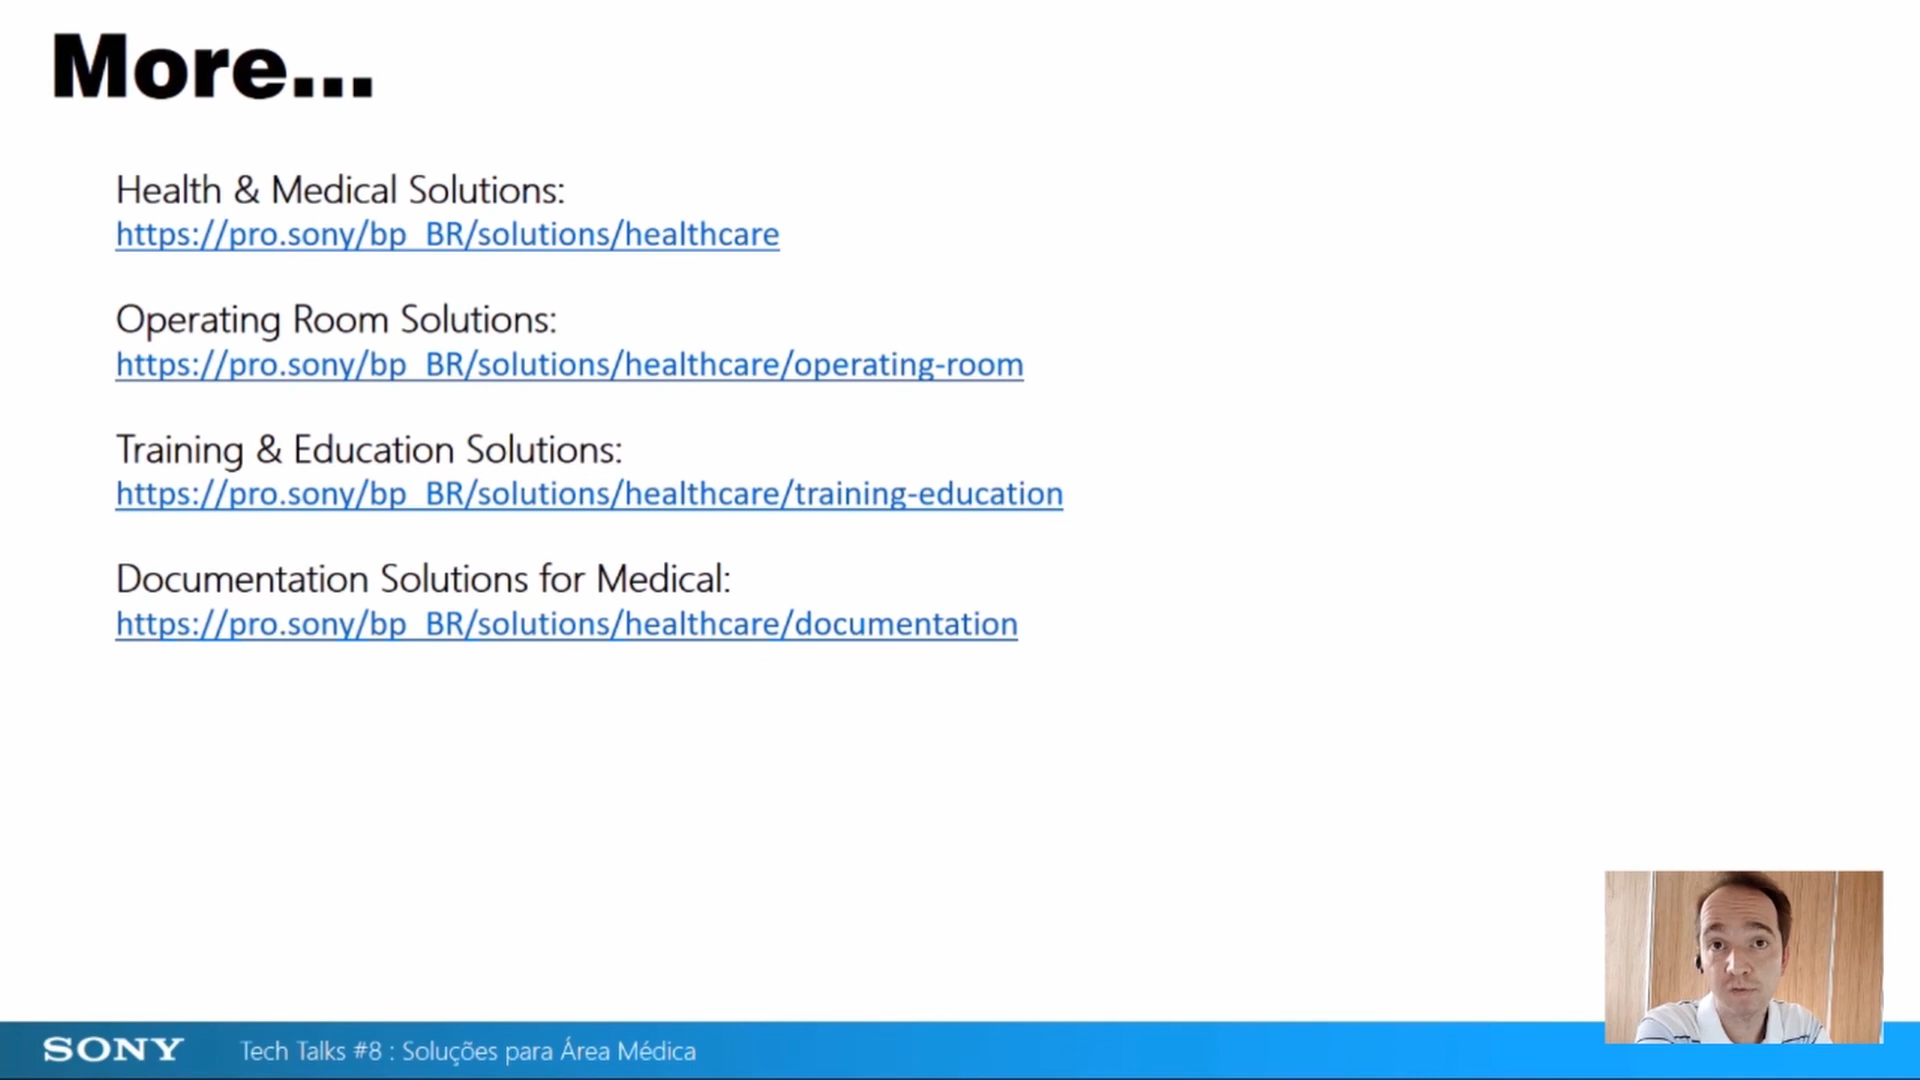 More...
Health & Medical Solutions:
https://pro.sony/bp_BR/solutions/healthcare
Operating Room Solutions:
https://pro.sony/bp_BR/solutions/healthcare/operating-room
Training & Education Solutions:
https://pro.sony/bp_BR/solutions/healthcare/training-education
Documentation Solutions for Medical:
https://pro.sony/bp_BR/solutions/healthcare/documentation
SONY Tech Talks #8 : Soluções para Área Médica